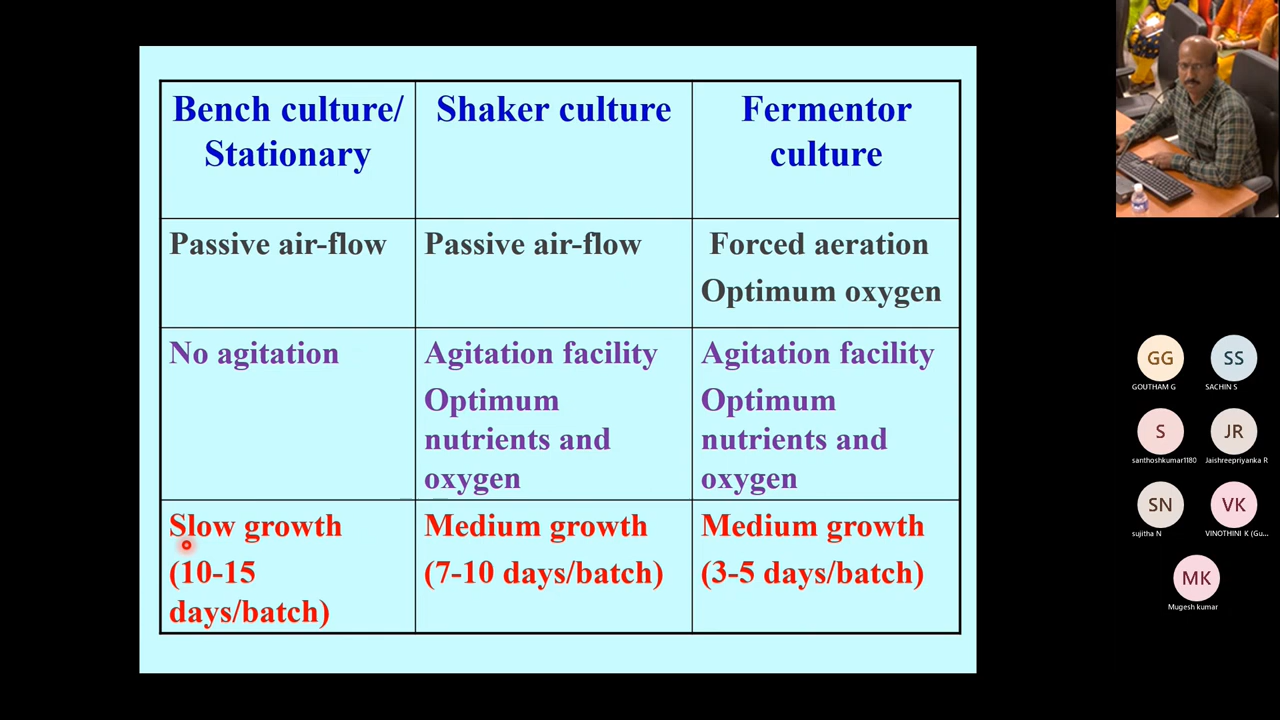 Bench culture/
Stationary
Shaker culture
Fermentor
culture
Passive air-flow
Passive air-flow
Forced aeration
Optimum oxygen
No agitation
Agitation facility
Optimum
nutrients and
oxygen
Agitation facility
Optimum
nutrients and
oxygen
Slow growth
(10-15
days/batch)
Medium growth
(7-10 days/batch)
Medium growth
(3-5 days/batch)
GG
GOUTHAM G
SS
SACHIN S
S
santhoshkumar1180
JR
Jaishreepriyanka R
SN
sujitha N
VK
VINOTHINI K (Gu...
MK
Mugesh kumar